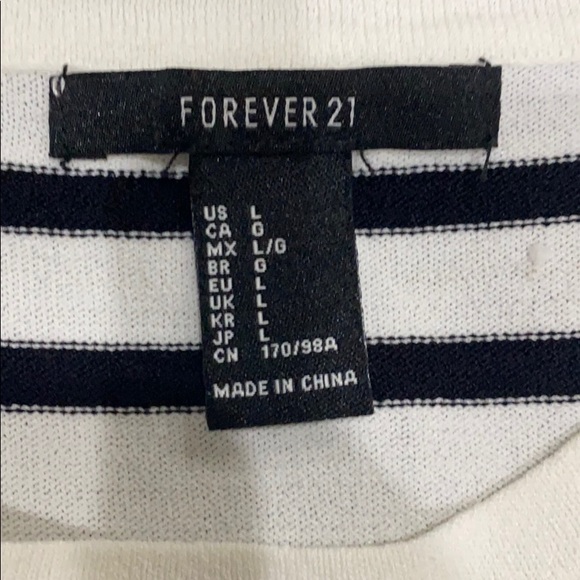 FOREVER 21
US L
CA G
MX L/G
BR G
EU L
UK L
KR L
JP L
CN 170/98A
MADE IN CHINA